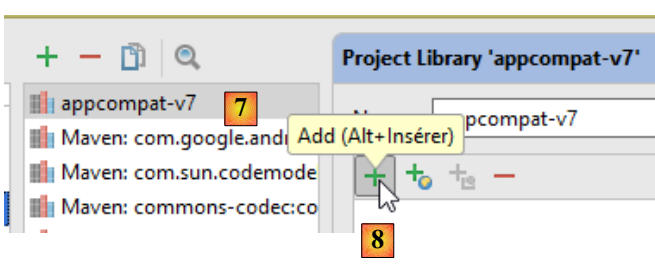 Project Library 'appcompat-v7'
appcompat-v7
7
ppcompat-v7
Add (Alt+Insérer)
Maven: com.google.andr
Maven: com.sun.codemode
Maven: commons-codec:co
8